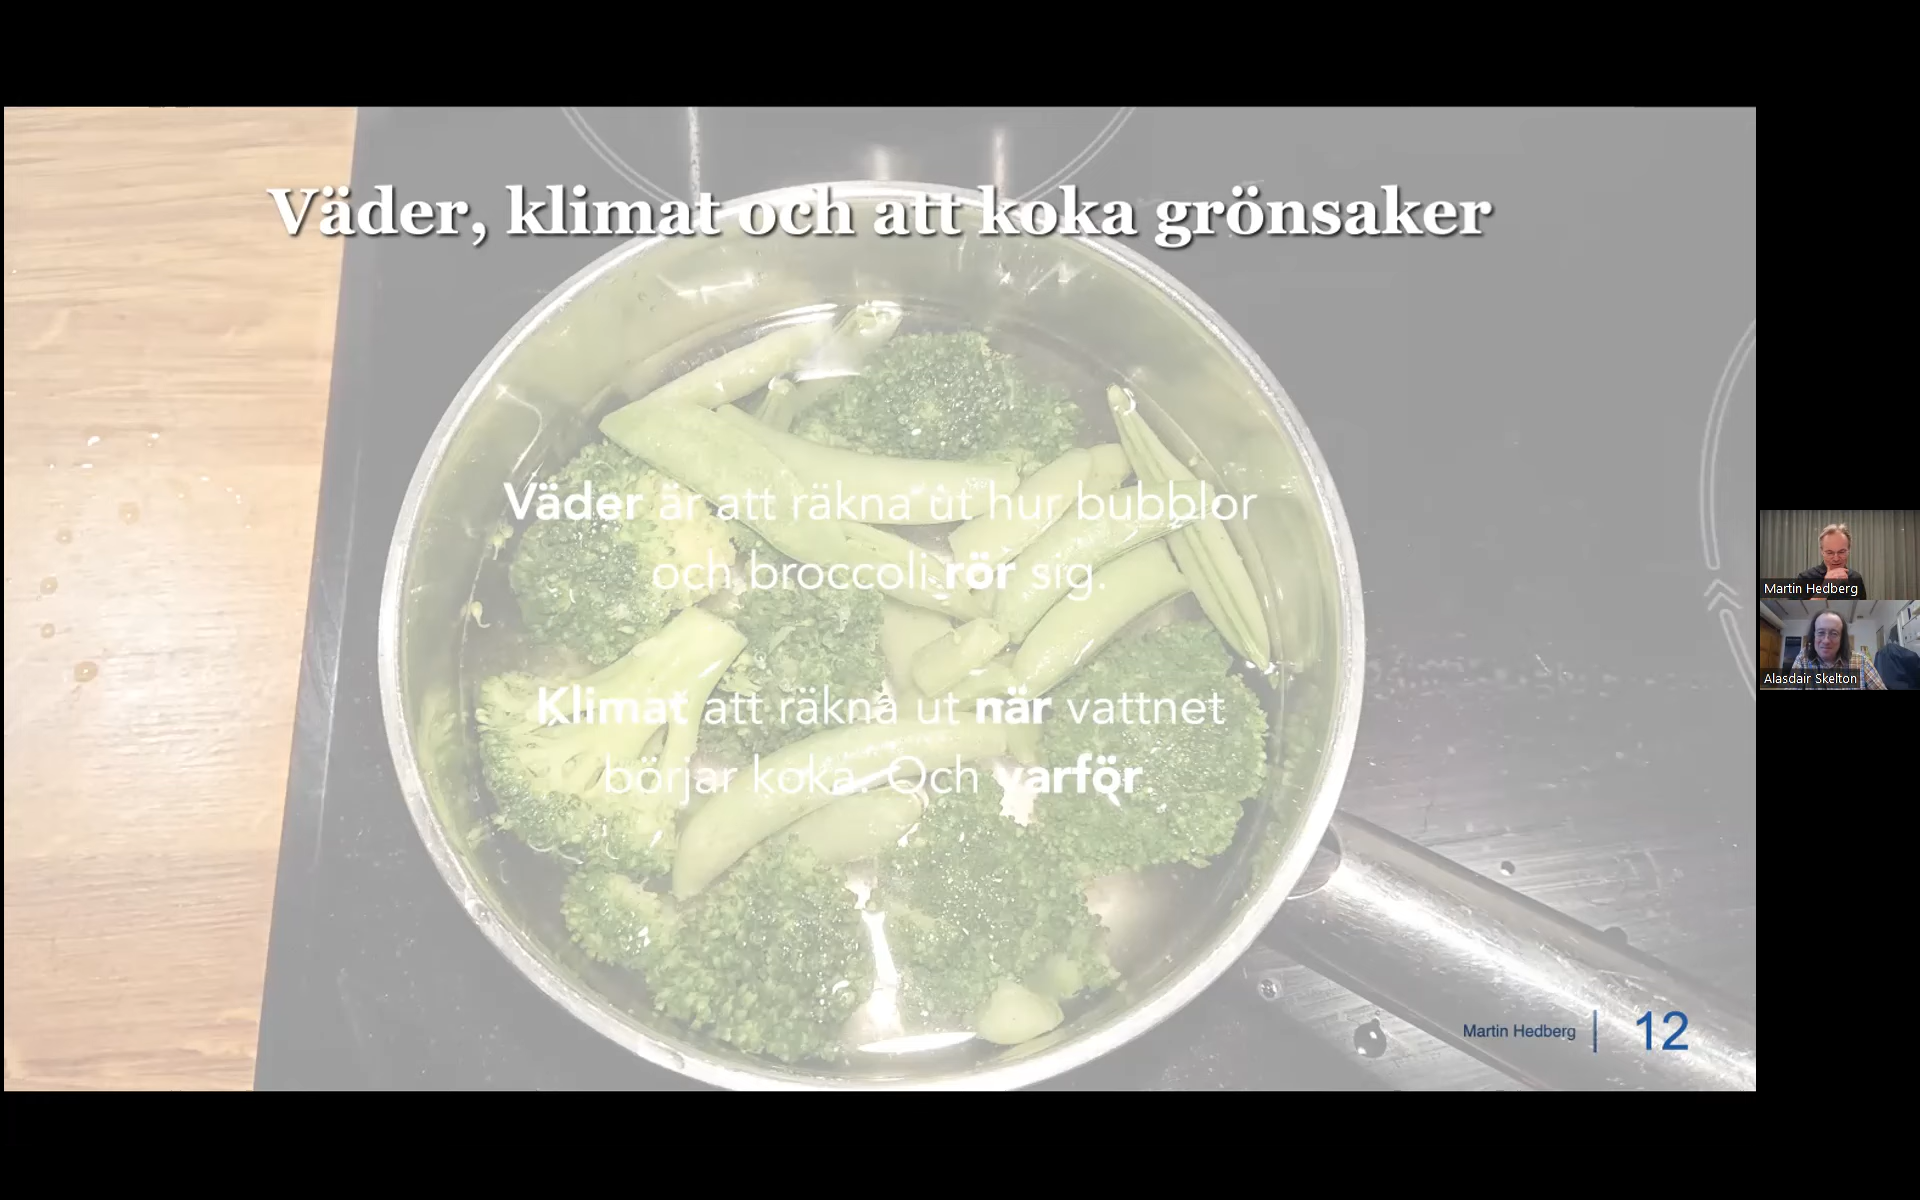 Väder, klimat och att koka grönsaker
Väder är att räkna ut hur bubblor
och broccoli rör sig.
Klimat att räkna ut när vattnet
börjar koka. Och varför
Martin Hedberg
12
Martin Hedberg
Alasdair Skelton